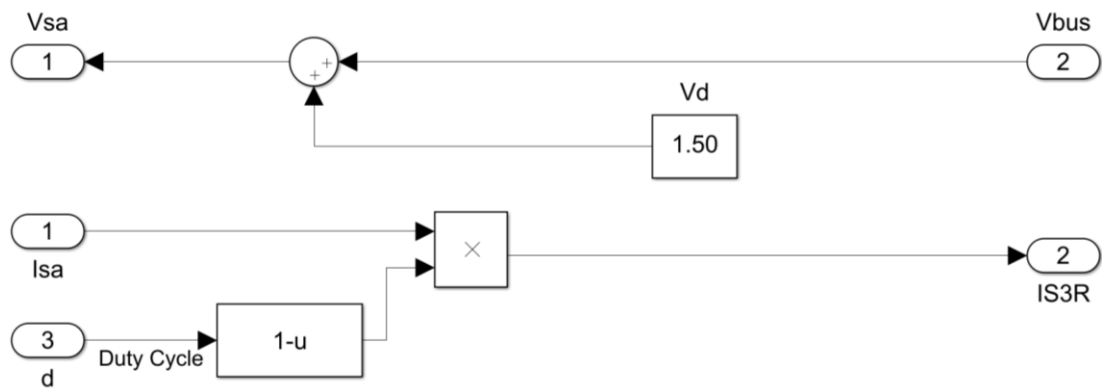 Vsa
Vbus
1
+
+
2
Vd
1.50
1
×
Isa
2
IS3R
3
1-u
Duty Cycle
d